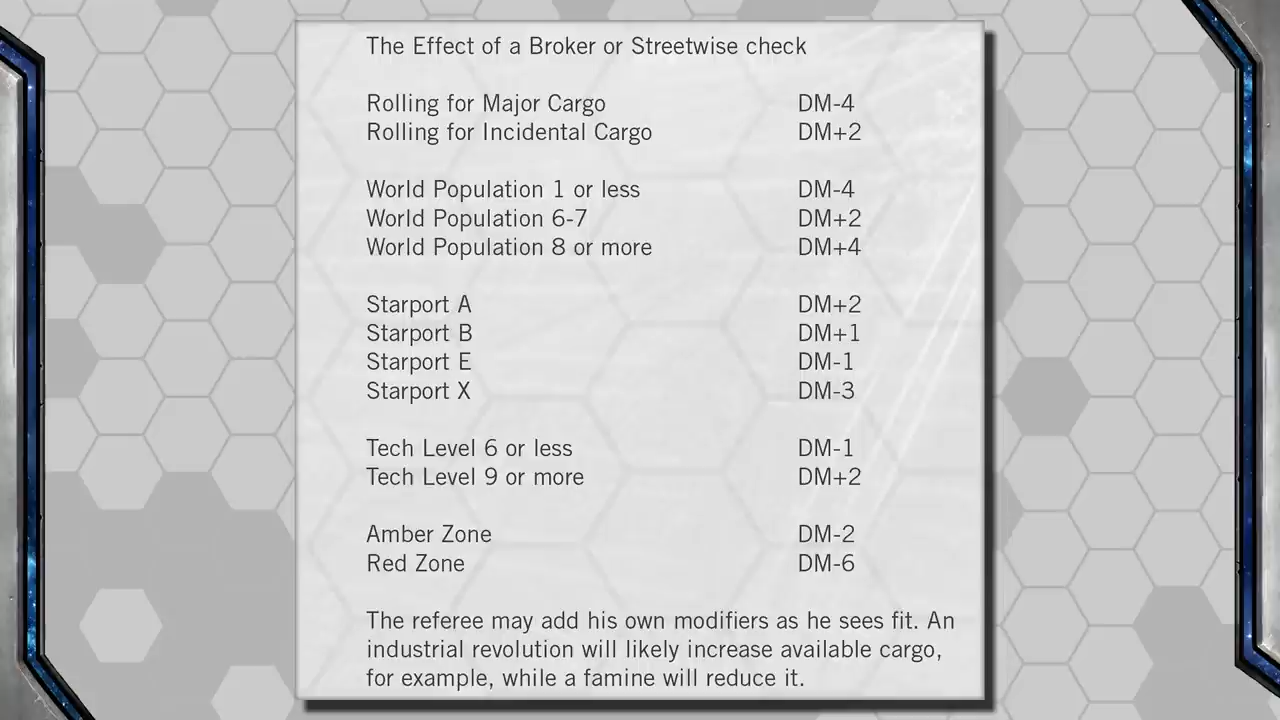 The Effect of a Broker or Streetwise check
Rolling for Major Cargo DM-4
Rolling for Incidental Cargo DM+2
World Population 1 or less DM-4
World Population 6-7 DM+2
World Population 8 or more DM+4
Starport A DM+2
Starport B DM+1
Starport E DM-1
Starport X DM-3
Tech Level 6 or less DM-1
Tech Level 9 or more DM+2
Amber Zone DM-2
Red Zone DM-6
The referee may add his own modifiers as he sees fit. An
industrial revolution will likely increase available cargo,
for example, while a famine will reduce it.